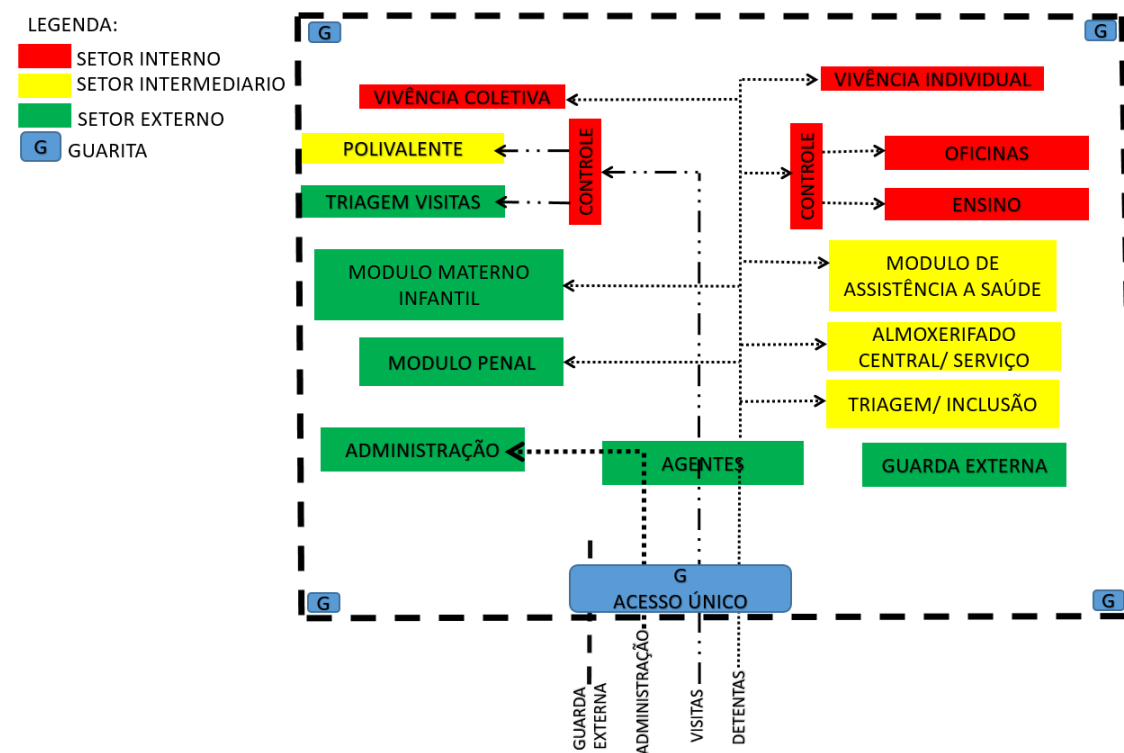 LEGENDA:
SETOR INTERNO
SETOR INTERMEDIARIO
SETOR EXTERNO
G GUARITA
G
G
VIVÊNCIA COLETIVA
VIVÊNCIA INDIVIDUAL
POLIVALENTE
CONTROLE
CONTROLE
OFICINAS
TRIAGEM VISITAS
ENSINO
MODULO MATERNO
INFANTIL
MODULO DE
ASSISTÊNCIA A SAÚDE
MODULO PENAL
ALMOXERIFADO
CENTRAL/ SERVIÇO
TRIAGEM/ INCLUSÃO
ADMINISTRAÇÃO
AGENTES
GUARDA EXTERNA
G
G
ACESSO ÚNICO
G
GUARDA
EXTERNA
ADMINISTRAÇÃO
VISITAS
DETENTAS